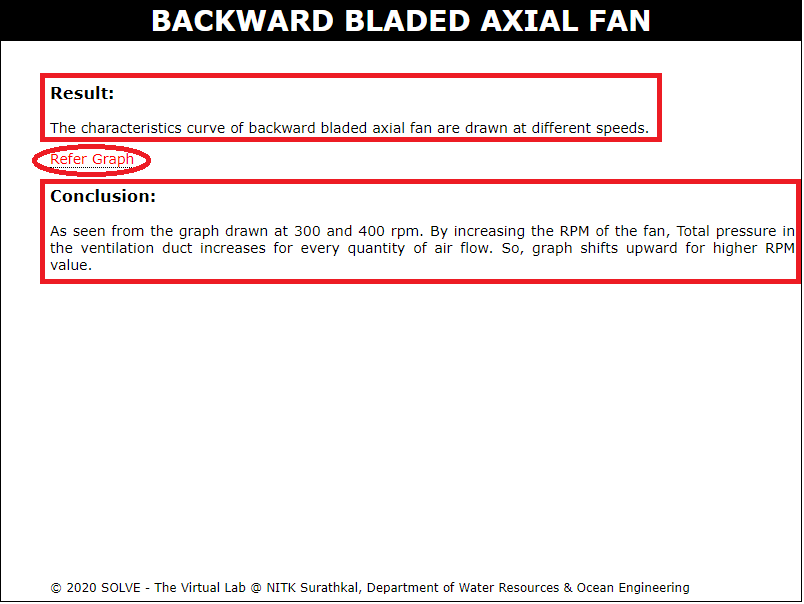 BACKWARD BLADED AXIAL FAN
Result:
The characteristics curve of backward bladed axial fan are drawn at different speeds.
Refer Graph
Conclusion:
As seen from the graph drawn at 300 and 400 rpm. By increasing the RPM of the fan, Total pressure in
the ventilation duct increases for every quantity of air flow. So, graph shifts upward for higher RPM
value.
© 2020 SOLVE - The Virtual Lab @ NITK Surathkal, Department of Water Resources & Ocean Engineering